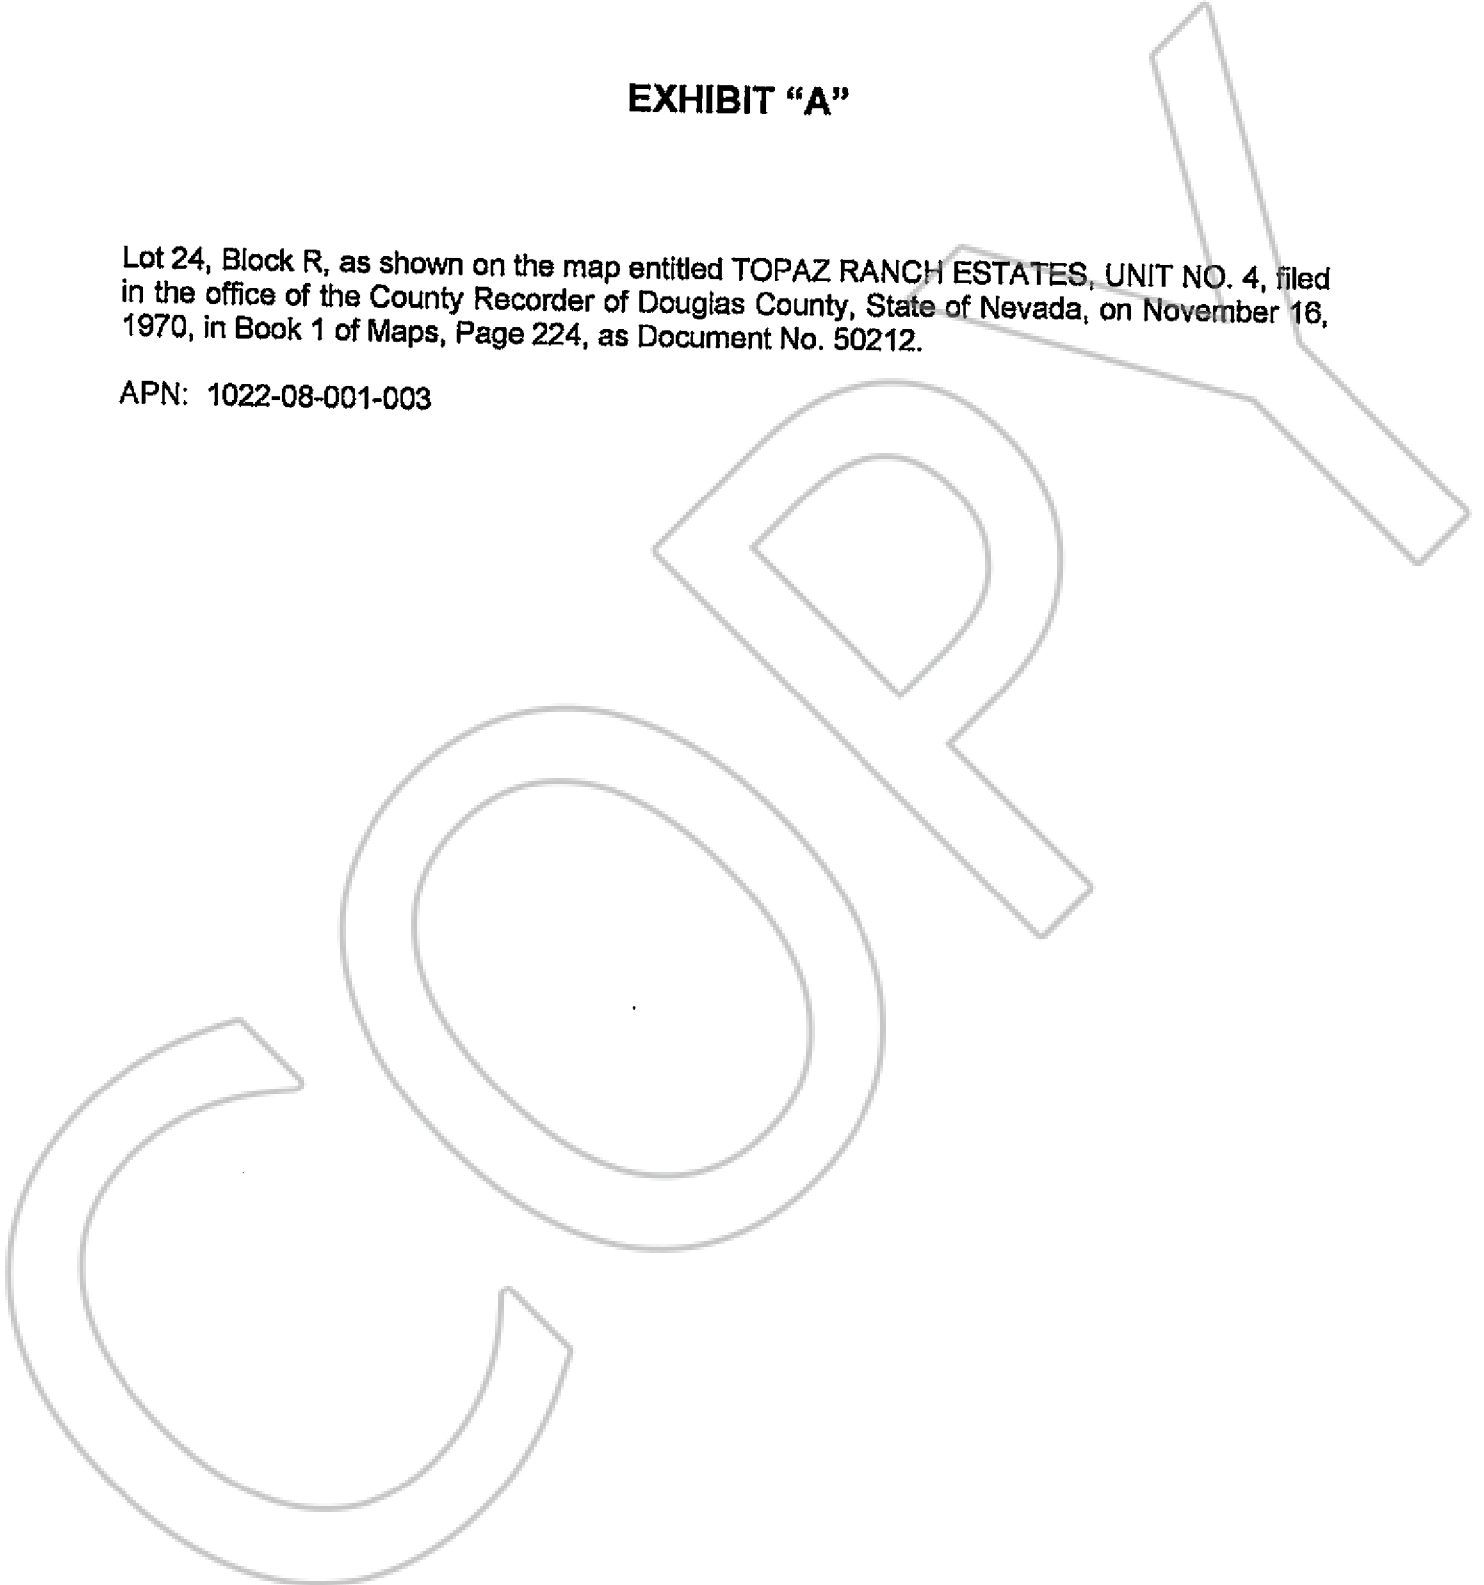 EXHIBIT “A”
Lot 24, Block R, as shown on the map entitled TOPAZ RANCH ESTATES, UNIT NO. 4, filed
in the office of the County Recorder of Douglas County, State of Nevada, on November 16,
1970, in Book 1 of Maps, Page 224, as Document No. 50212.
APN: 1022-08-001-003
COPY